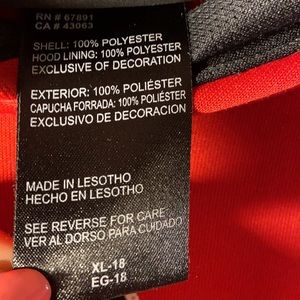 RN # 67891
CA # 43063
SHELL: 100% POLYESTER
HOOD LINING: 100% POLYESTER
EXCLUSIVE OF DECORATION
EXTERIOR: 100% POLIÉSTER
CAPUCHA FORRADA: 100% POLIÉSTER
EXCLUSIVO DE DECORACION
MADE IN LESOTHO
HECHO EN LESOTHO
SEE REVERSE FOR CARE
VER AL DORSO PARA CUIDADO
XL-18
EG-18